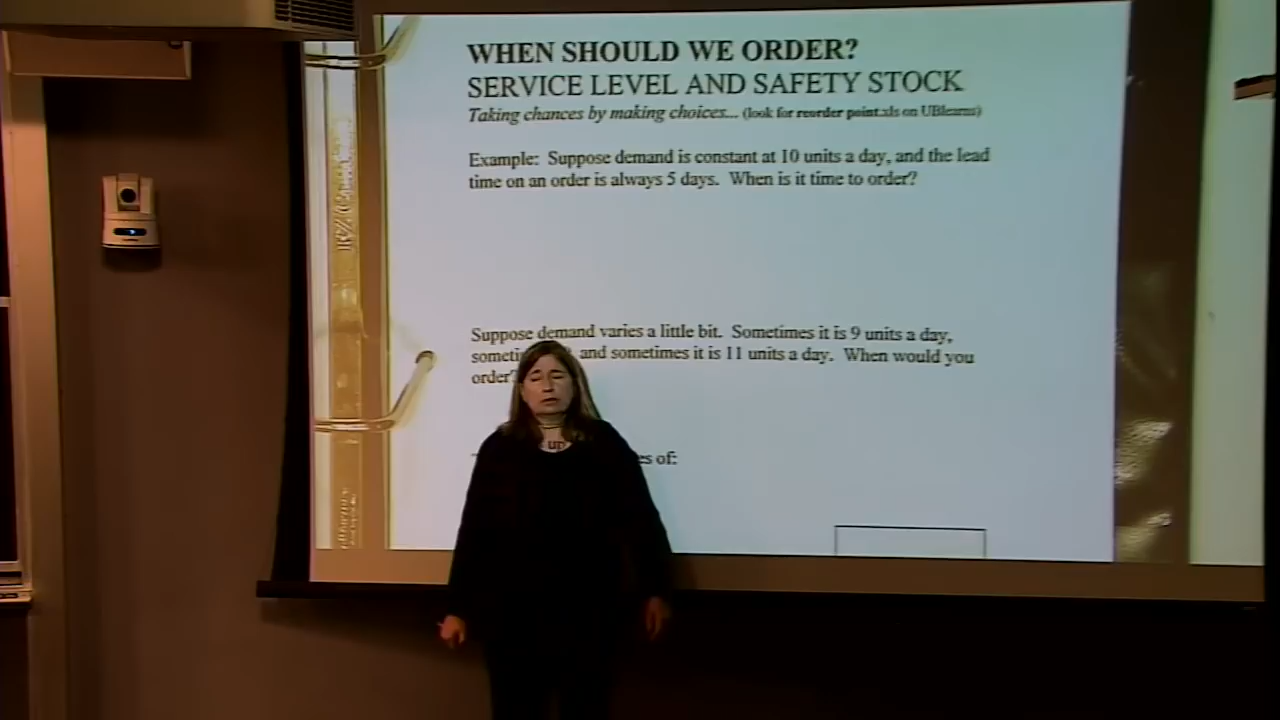 WHEN SHOULD WE ORDER?
SERVICE LEVEL AND SAFETY STOCK
Taking chances by making choices... (look for reorder point.xls on UBlearns)
Example: Suppose demand is constant at 10 units a day, and the lead
time on an order is always 5 days. When is it time to order?
Suppose demand varies a little bit. Sometimes it is 9 units a day,
and sometimes it is 11 units a day. When would you
order?
of: